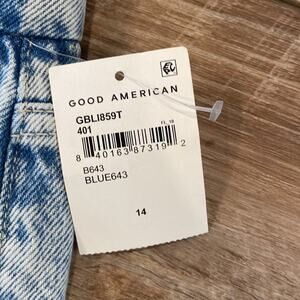 GOOD AMERICAN
GBLI859T
401
FL 18
8 40163 87319 2
B643
BLUE643
14